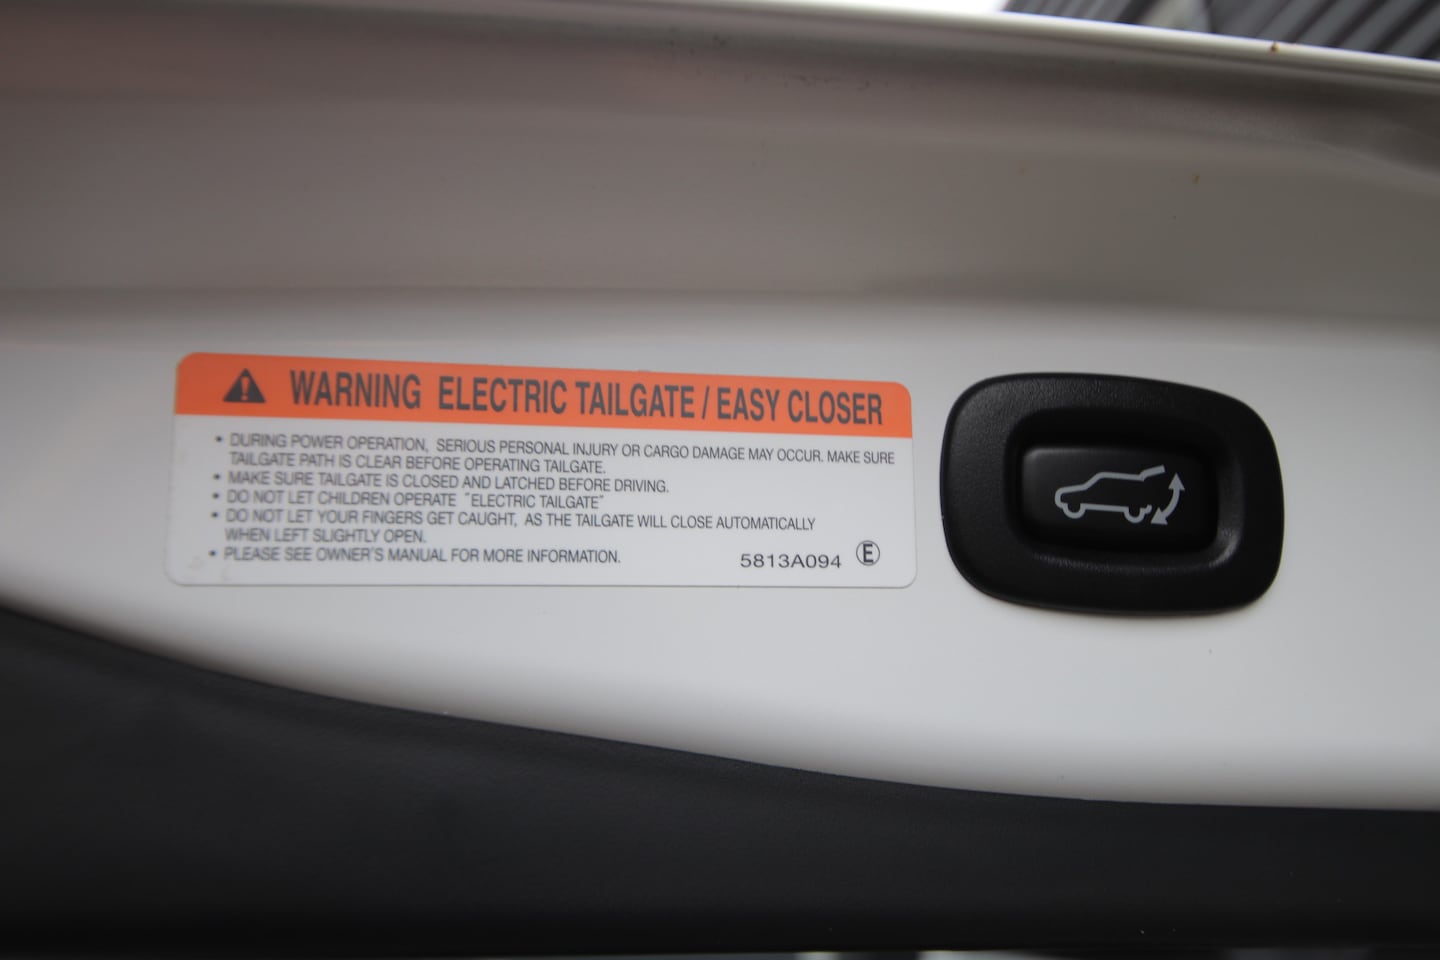 WARNING ELECTRIC TAILGATE / EASY CLOSER
• DURING POWER OPERATION, SERIOUS PERSONAL INJURY OR CARGO DAMAGE MAY OCCUR. MAKE SURE
TAILGATE PATH IS CLEAR BEFORE OPERATING TAILGATE.
• MAKE SURE TAILGATE IS CLOSED AND LATCHED BEFORE DRIVING.
• DO NOT LET CHILDREN OPERATE "ELECTRIC TAILGATE"
• DO NOT LET YOUR FINGERS GET CAUGHT, AS THE TAILGATE WILL CLOSE AUTOMATICALLY
WHEN LEFT SLIGHTLY OPEN.
• PLEASE SEE OWNER'S MANUAL FOR MORE INFORMATION.
5813A094 Ⓔ